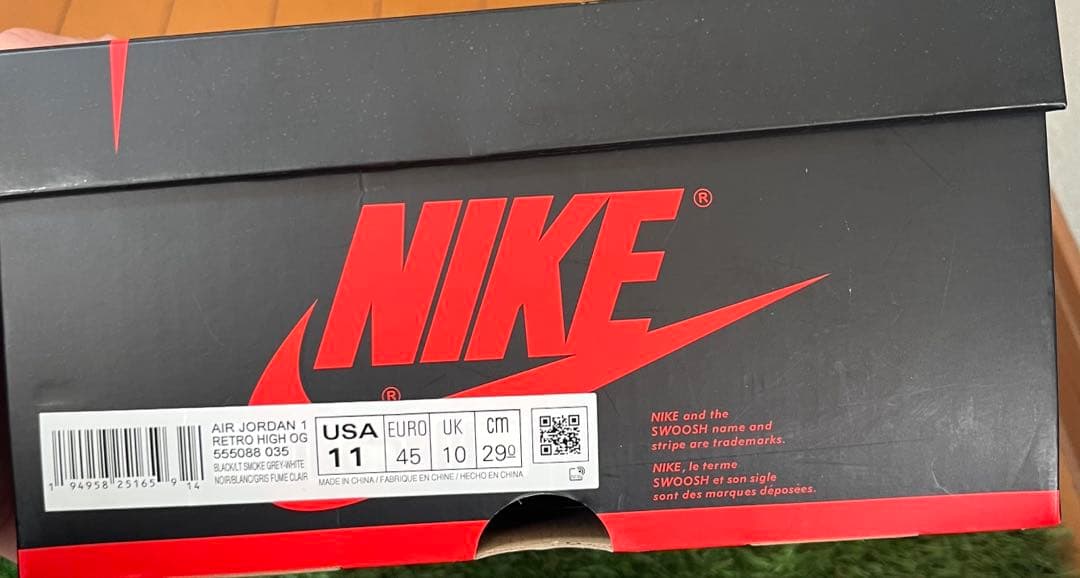 NIKE®
®
AIR JORDAN 1
RETRO HIGH OG
555088 035
BLACK/LT SMOKE GREY-WHITE
NOIR/BLANC/GRIS FUME CLAIR
1 94958 25165 9 14
USA EURO UK cm
11 45 10 29⁰
MADE IN CHINA / FABRIQUE EN CHINE / HECHO EN CHINA
NIKE and the
SWOOSH name and
stripe are trademarks.
NIKE, le terme
SWOOSH et son sigle
sont des marques déposées.